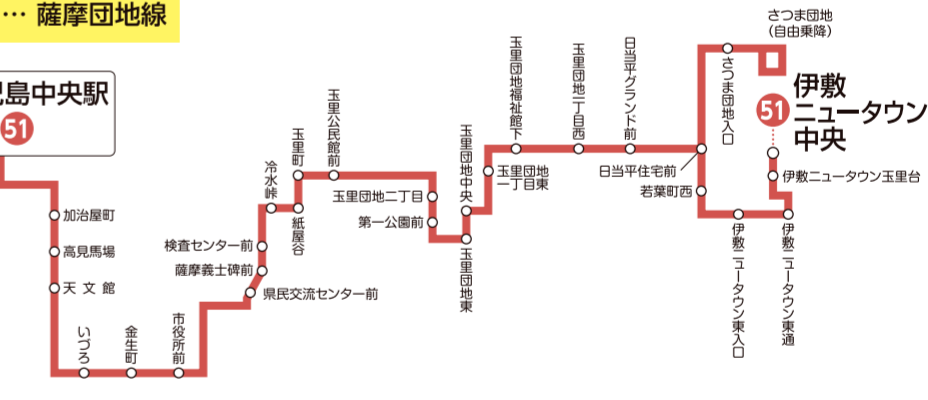 … 薩摩団地線
島中央駅
51
加治屋町
高見馬場
天文館
いづろ
金生町
市役所前
県民交流センター前
薩摩義士碑前
検査センター前
冷水峠
紙屋谷
玉里町
玉里公民館前
玉里団地二丁目
第一公園前
玉里団地東
玉里団地中央
玉里団地
一丁目東
玉里団地福祉館下
玉里団地一丁目西
日当平グランド前
日当平住宅前
さつま団地入口
さつま団地
(自由乗降)
若葉町西
伊敷ニュータウン東入口
伊敷ニュータウン東通
伊敷ニュータウン玉里台
51
伊敷
ニュータウン
中央